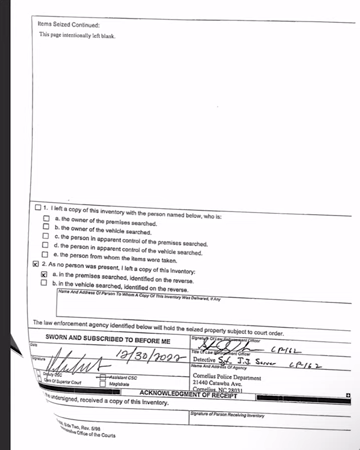 Items Seized Continued:
This page intentionally left blank.
1. I left a copy of this inventory with the person named below, who is:
a. the owner of the premises searched.
b. the owner of the vehicle searched.
c. the person in apparent control of the premises searched.
d. the person in apparent control of the vehicle searched.
e. the person from whom the items were taken.
2. As no person was present, I left a copy of this inventory:
a. in the premises searched, identified on the reverse.
b. in the vehicle searched, identified on the reverse.
Name And Address Of Person To Whom A Copy Of This Inventory Was Delivered, If Any
The law enforcement agency identified below will hold the seized property subject to court order.
SWORN AND SUBSCRIBED TO BEFORE ME
Date
12/30/2022
Signature
Deputy CSC
Assistant CSC
Clerk Of Superior Court
Magistrate
CP162
Title Of Law Enforcement Officer
Detective Sgt. J.J. CP162
Name And Address Of Agency
Cornelius Police Department
21440 Catawba Ave.
Cornelius, NC 28031
ACKNOWLEDGMENT OF RECEIPT
undersigned, received a copy of this inventory.
Signature of Person Receiving Inventory
Side Two, Rev. 5/98
Office of the Courts